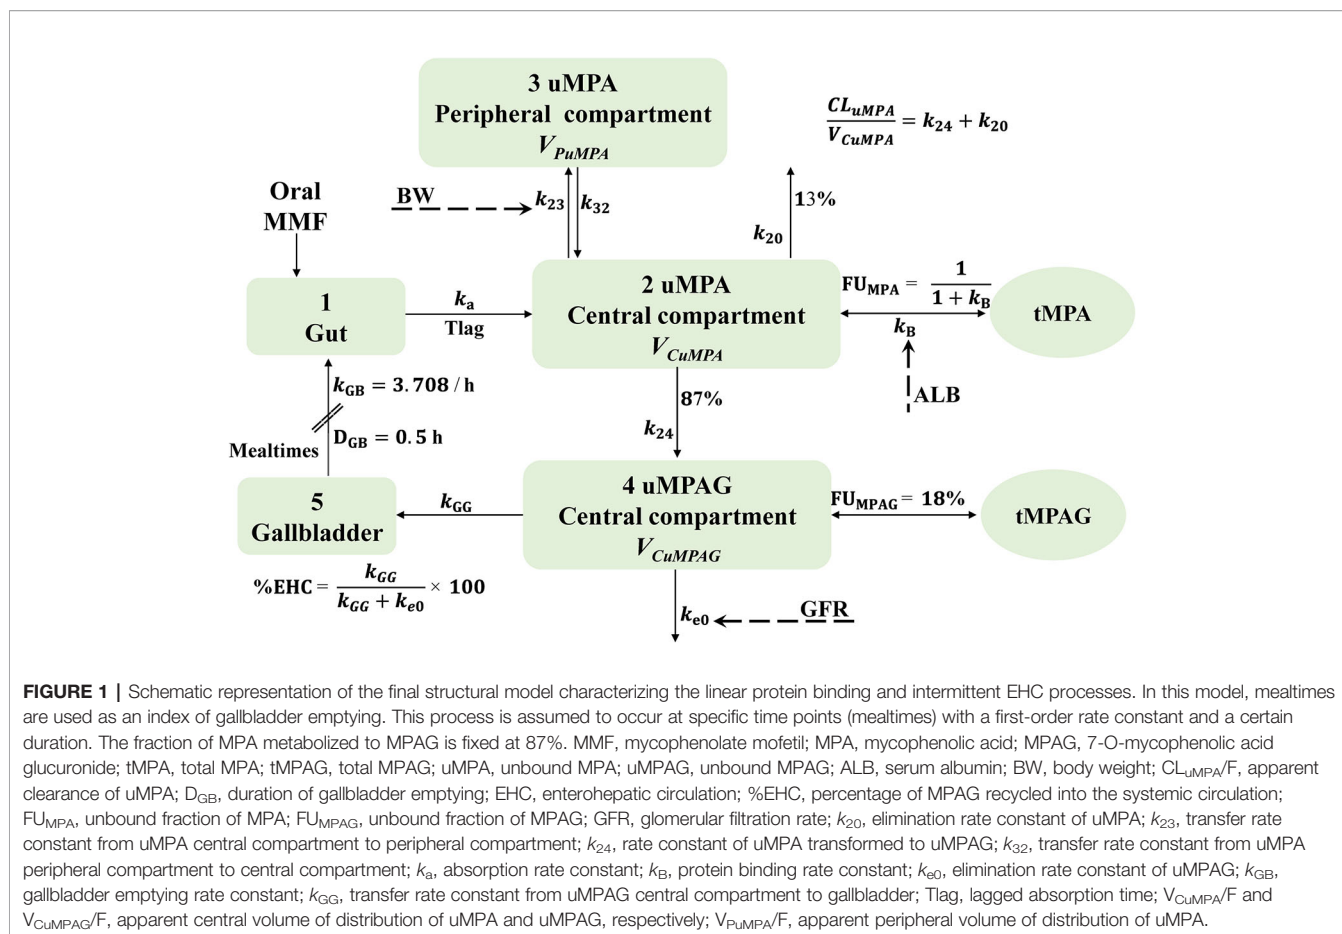 3 uMPA
Peripheral compartment
V_PuMPA
CL_uMPA / V_CuMPA = k24 + k20
Oral
MMF
BW
k23
k32
13%
k20
1
Gut
ka
Tlag
2 uMPA
Central compartment
V_CuMPA
FU_MPA = 1 / (1 + kB)
kB
tMPA
ALB
kGB = 3.708 / h
DGB = 0.5 h
Mealtimes
87%
k24
5
Gallbladder
kGG
4 uMPAG
Central compartment
V_CuMPAG
FU_MPAG = 18%
tMPAG
%EHC = kGG / (kGG + ke0) × 100
ke0
GFR
FIGURE 1 | Schematic representation of the final structural model characterizing the linear protein binding and intermittent EHC processes. In this model, mealtimes
are used as an index of gallbladder emptying. This process is assumed to occur at specific time points (mealtimes) with a first-order rate constant and a certain
duration. The fraction of MPA metabolized to MPAG is fixed at 87%. MMF, mycophenolate mofetil; MPA, mycophenolic acid; MPAG, 7-O-mycophenolic acid
glucuronide; tMPA, total MPA; tMPAG, total MPAG; uMPA, unbound MPA; uMPAG, unbound MPAG; ALB, serum albumin; BW, body weight; CLuMPA/F, apparent
clearance of uMPA; DGB, duration of gallbladder emptying; EHC, enterohepatic circulation; %EHC, percentage of MPAG recycled into the systemic circulation;
FUMPA, unbound fraction of MPA; FUMPAG, unbound fraction of MPAG; GFR, glomerular filtration rate; k20, elimination rate constant of uMPA; k23, transfer rate
constant from uMPA central compartment to peripheral compartment; k24, rate constant of uMPA transformed to uMPAG; k32, transfer rate constant from uMPA
peripheral compartment to central compartment; ka, absorption rate constant; kB, protein binding rate constant; ke0, elimination rate constant of uMPAG; kGB,
gallbladder emptying rate constant; kGG, transfer rate constant from uMPAG central compartment to gallbladder; Tlag, lagged absorption time; VCuMPA/F and
VCuMPAG/F, apparent central volume of distribution of uMPA and uMPAG, respectively; VPuMPA/F, apparent peripheral volume of distribution of uMPA.